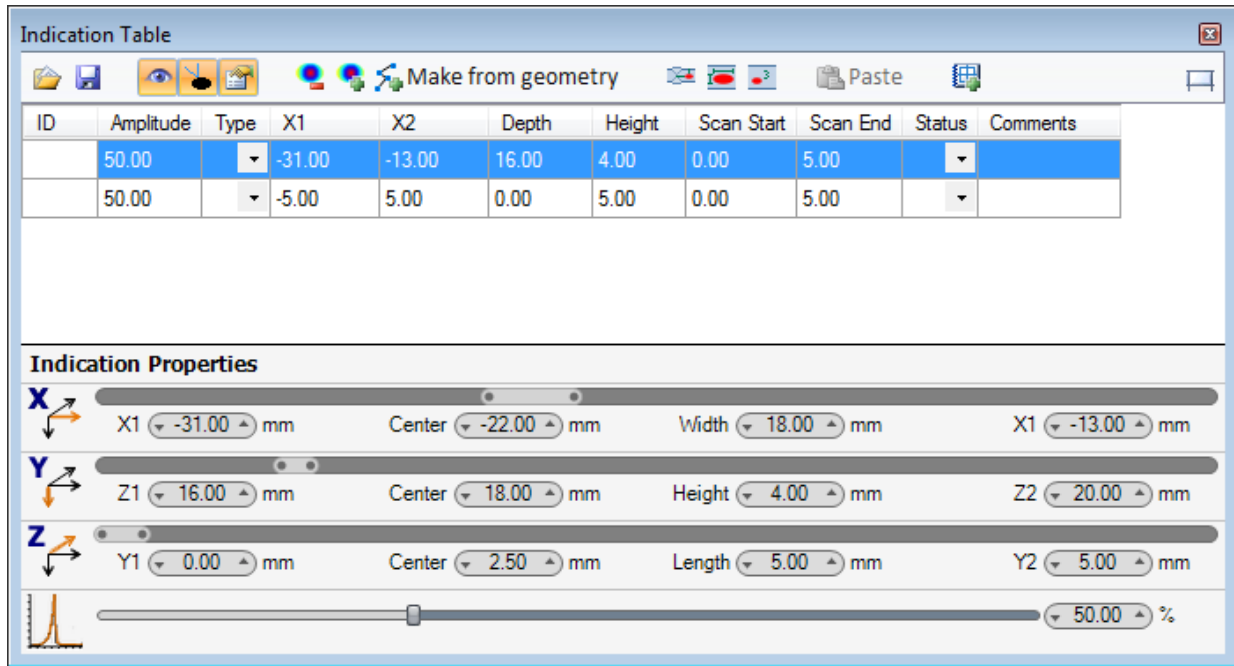 Indication Table
Make from geometry 3 Paste
ID Amplitude Type X1 X2 Depth Height Scan Start Scan End Status Comments
50.00 -31.00 -13.00 16.00 4.00 0.00 5.00
50.00 -5.00 5.00 0.00 5.00 0.00 5.00
Indication Properties
X
X1 -31.00 mm Center -22.00 mm Width 18.00 mm X1 -13.00 mm
Y
Z1 16.00 mm Center 18.00 mm Height 4.00 mm Z2 20.00 mm
Z
Y1 0.00 mm Center 2.50 mm Length 5.00 mm Y2 5.00 mm
50.00 %